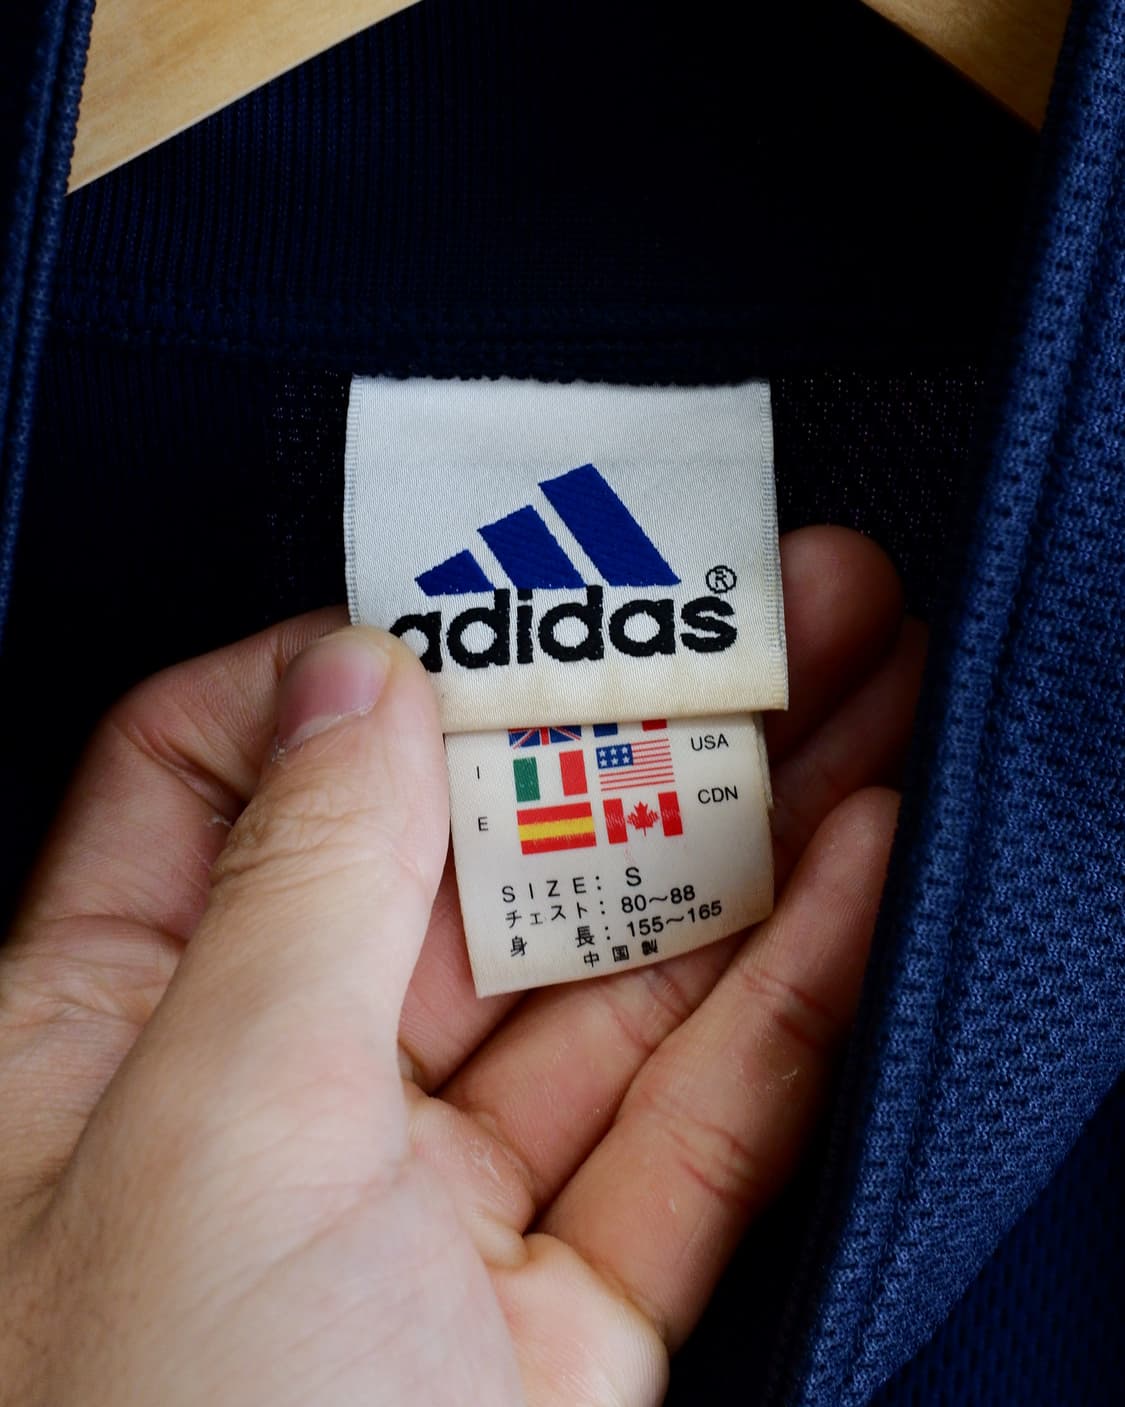 adidas®
I USA
E CDN
SIZE: S
チェスト: 80〜88
身 長: 155〜165
中国製